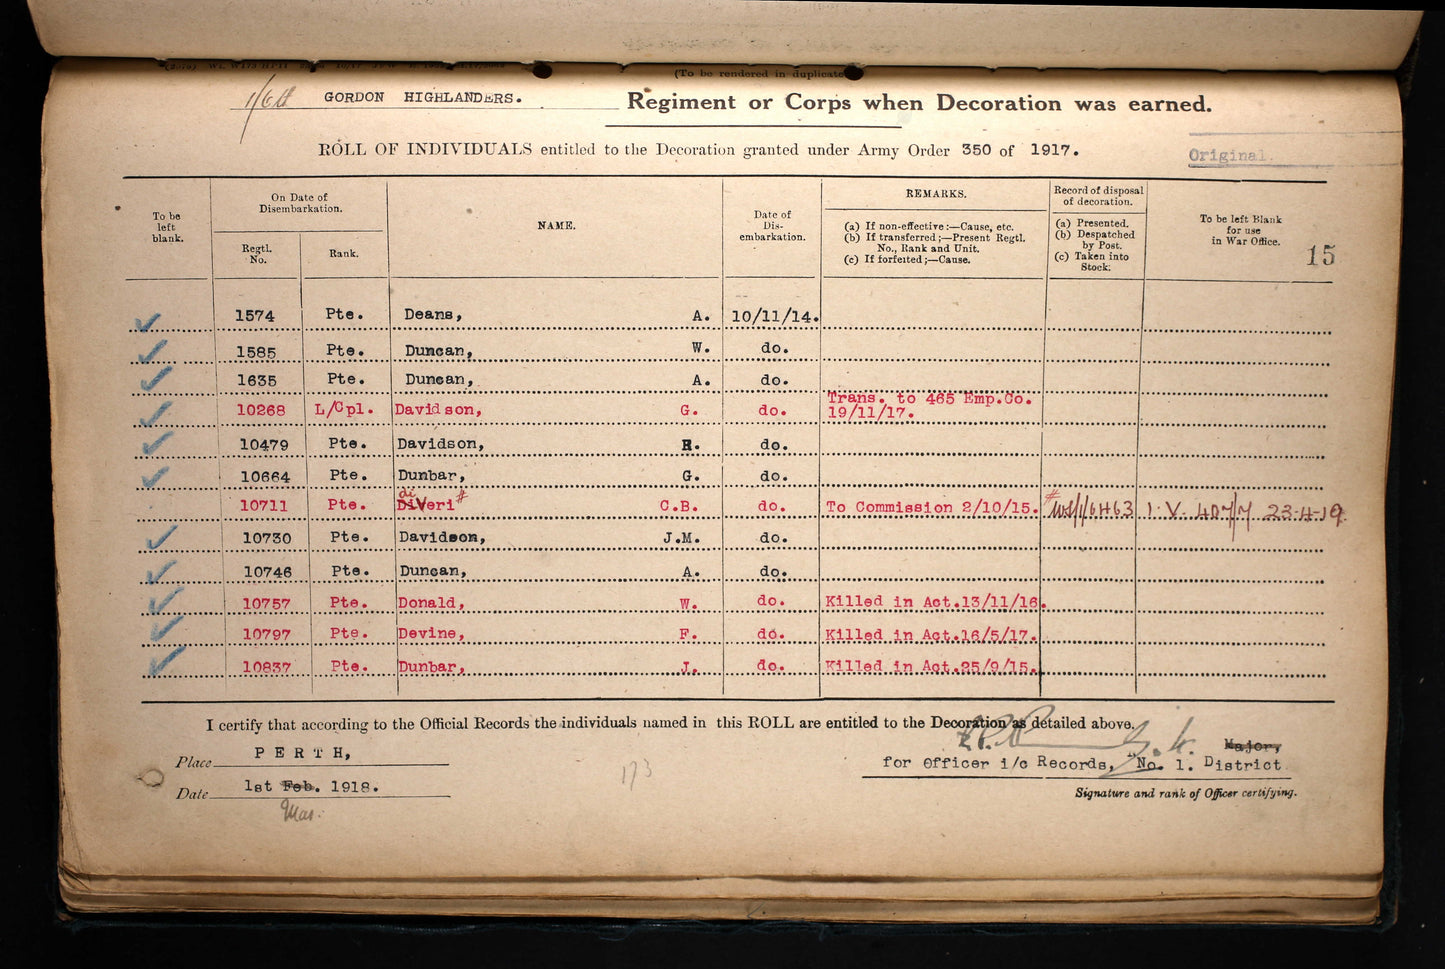 (To be rendered in duplicate
1/6th GORDON HIGHLANDERS. Regiment or Corps when Decoration was earned.
ROLL OF INDIVIDUALS entitled to the Decoration granted under Army Order 350 of 1917.
Original.
To be left blank.
On Date of Disembarkation.
Regtl. No.
Rank.
NAME.
Date of Dis-embarkation.
REMARKS.
(a) If non-effective:—Cause, etc.
(b) If transferred;—Present Regtl. No., Rank and Unit.
(c) If forfeited;—Cause.
Record of disposal of decoration.
(a) Presented.
(b) Despatched by Post.
(c) Taken into Stock.
To be left Blank for use in War Office.
15
1574 Pte. Deans, A. 10/11/14.
1585 Pte. Duncan, W. do.
1635 Pte. Duncan, A. do.
10268 L/Cpl. Davidson, G. do. Trans. to 465 Emp.Co. 19/11/17.
10479 Pte. Davidson, R. do.
10664 Pte. Dunbar, G. do.
10711 Pte. DiVeri di # C.B. do. To Commission 2/10/15. # 23-4-19
10730 Pte. Davidson, J.M. do.
10746 Pte. Duncan, A. do.
10757 Pte. Donald, W. do. Killed in Act.13/11/16.
10797 Pte. Devine, F. do. Killed in Act.16/5/17.
10837 Pte. Dunbar, J. do. Killed in Act.25/9/15.
I certify that according to the Official Records the individuals named in this ROLL are entitled to the Decoration as detailed above.
Place PERTH,
Major,
for Officer i/c Records, No. 1. District
Date 1st Feb. 1918.
Mar.
173
Signature and rank of Officer certifying.